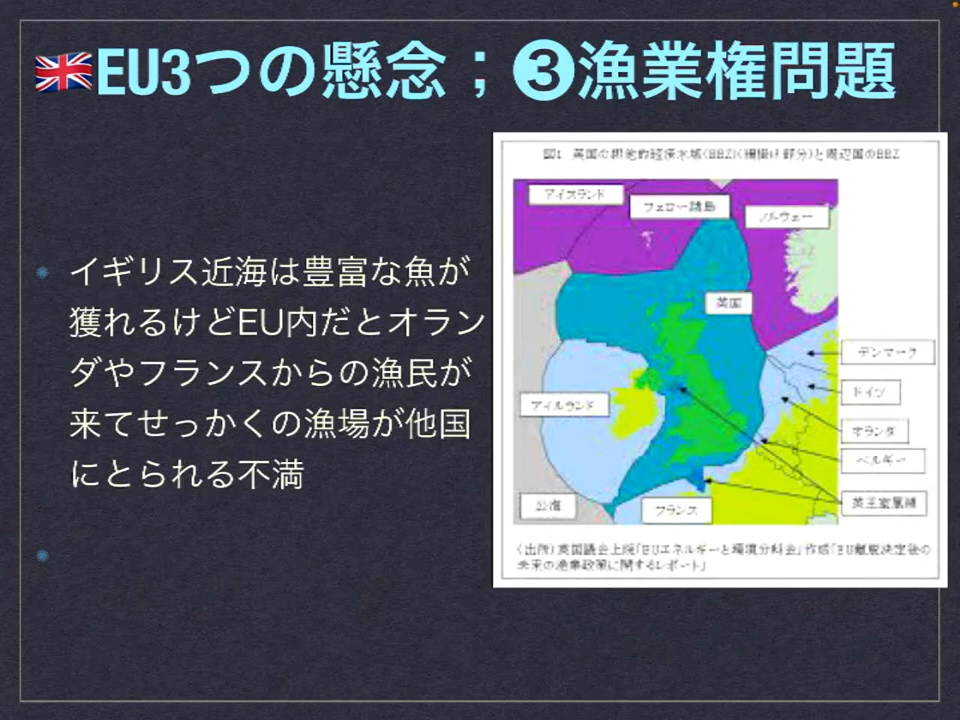 🇬🇧EU3つの懸念；❸漁業権問題
イギリス近海は豊富な魚が
獲れるけどEU内だとオラン
ダやフランスからの漁民が
来てせっかくの漁場が他国
にとられる不満
図1 英国の排他的経済水域(EEZ)(網掛け部分)と周辺国のEEZ
アイスランド
フェロー諸島
ノルウェー
英国
デンマーク
ドイツ
アイルランド
オランダ
ベルギー
公海
フランス
英王室属領
(出所)英国議会上院「EUエネルギーと環境分科会」作成「EU離脱決定後の
未来の漁業政策に関するレポート」